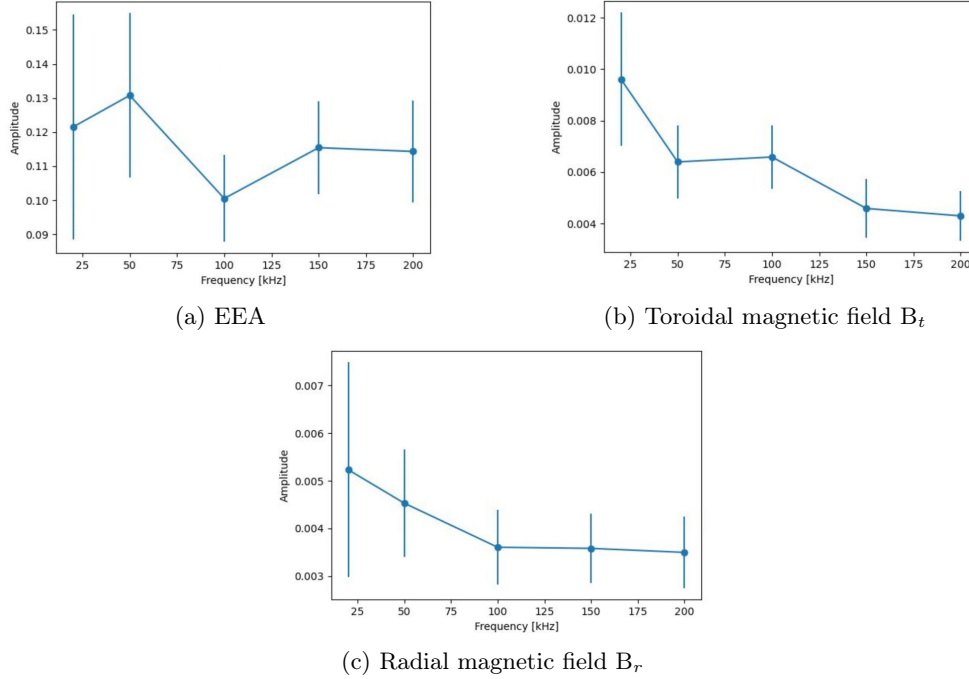 0.15
0.14
0.13
0.12
0.11
0.10
0.09
Amplitude
25 50 75 100 125 150 175 200
Frequency [kHz]
(a) EEA
0.012
0.010
0.008
0.006
0.004
Amplitude
25 50 75 100 125 150 175 200
Frequency [kHz]
(b) Toroidal magnetic field Bₜ
0.007
0.006
0.005
0.004
0.003
Amplitude
25 50 75 100 125 150 175 200
Frequency [kHz]
(c) Radial magnetic field Bᵣ